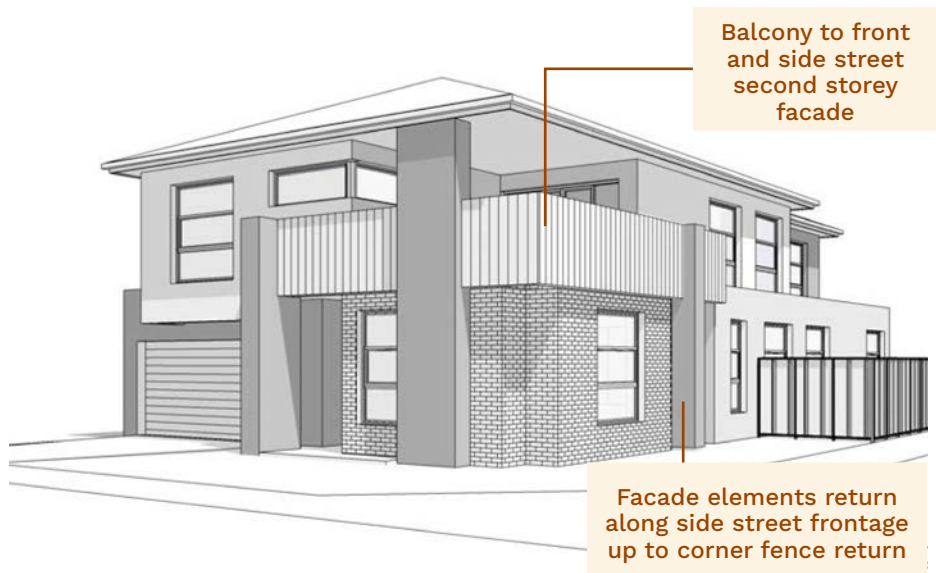 Balcony to front
and side street
second storey
facade
Facade elements return
along side street frontage
up to corner fence return